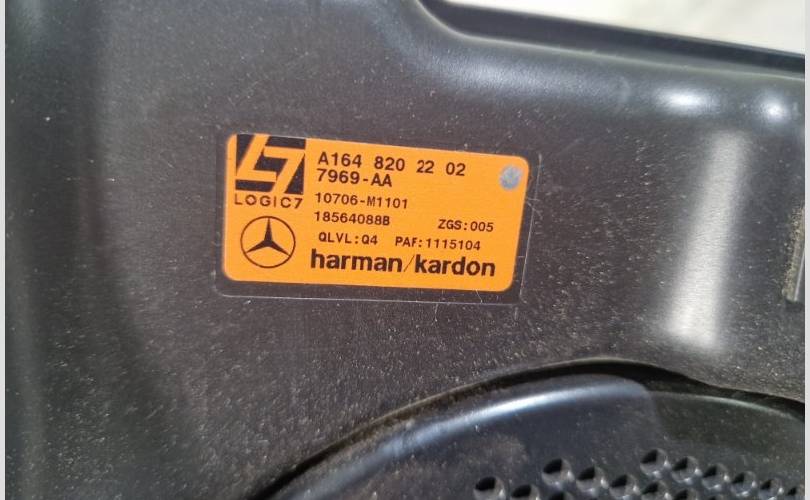 A164 820 22 02
7969-AA
LOGIC7
10706-M1101
18564088B ZGS:005
QLVL:Q4 PAF:1115104
harman/kardon